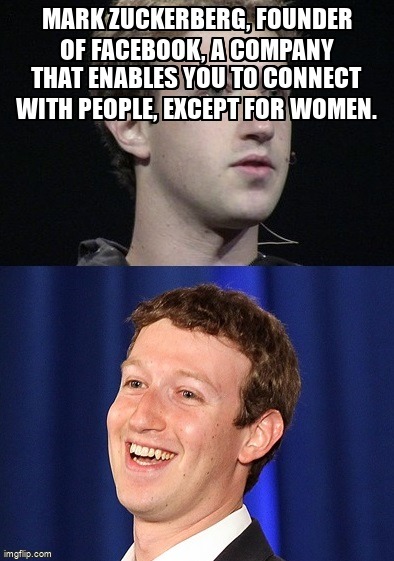 MARK ZUCKERBERG, FOUNDER
OF FACEBOOK, A COMPANY
THAT ENABLES YOU TO CONNECT
WITH PEOPLE, EXCEPT FOR WOMEN.
imgflip.com